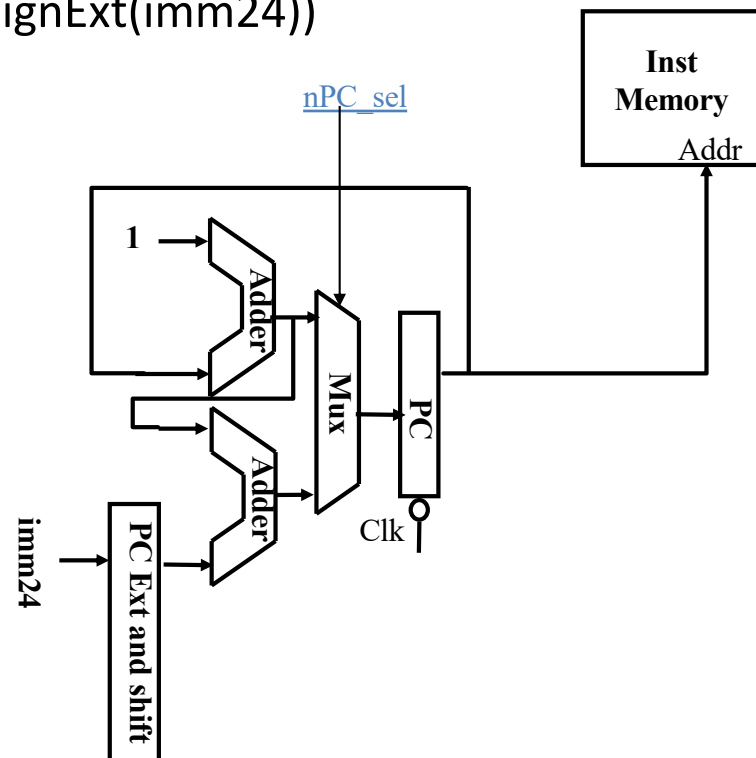 ignExt(imm24))
nPC_sel
Inst
Memory
Addr
1
Adder
Mux
PC
Adder
Clk
imm24
PC Ext and shift